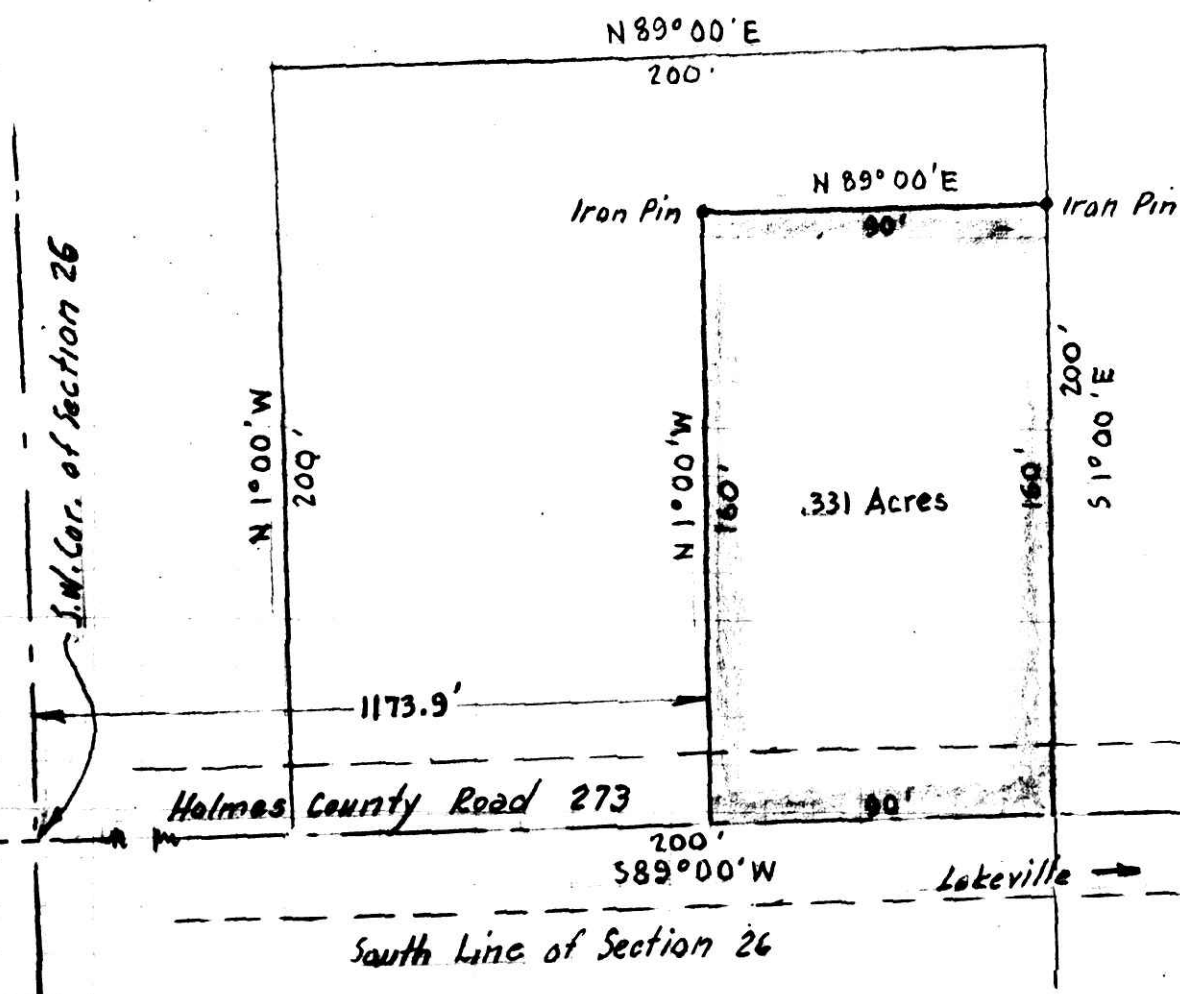 N 89° 00' E
200'
N 89° 00' E
Iron Pin
Iron Pin
90'
S.W. Cor. of Section 26
N 1° 00' W
200'
N 1° 00' W
160'
.331 Acres
160'
200'
S 1° 00' E
1173.9'
Holmes County Road 273
90'
200'
S 89° 00' W
Lakeville
South Line of Section 26